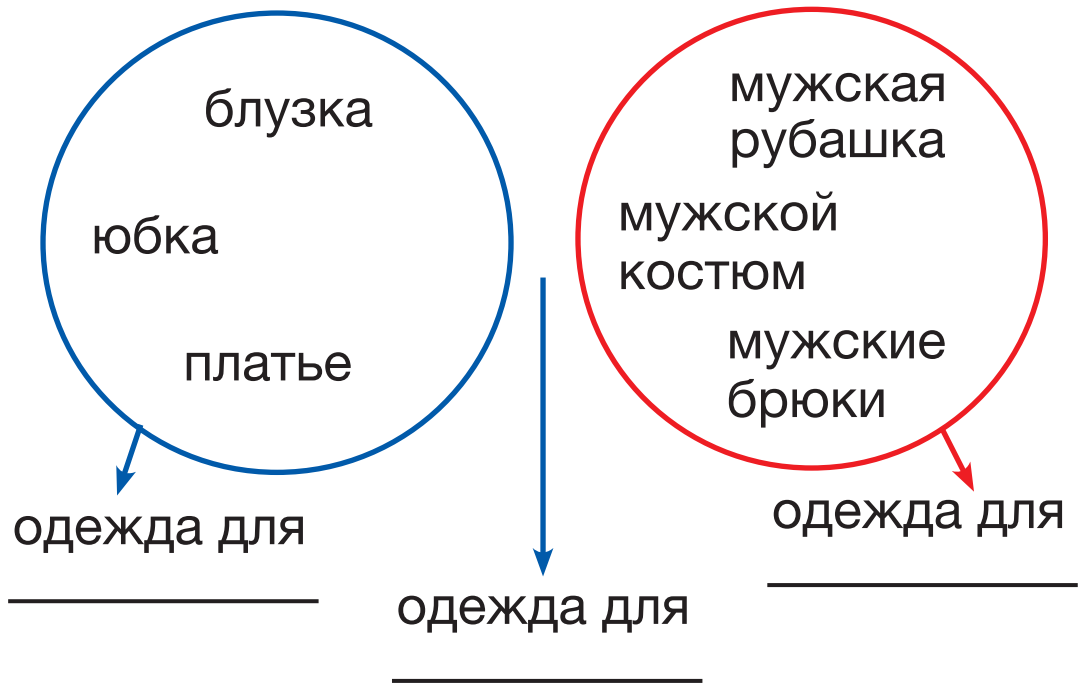 блузка
юбка
платье
мужская
рубашка
мужской
костюм
мужские
брюки
одежда для
одежда для
одежда для